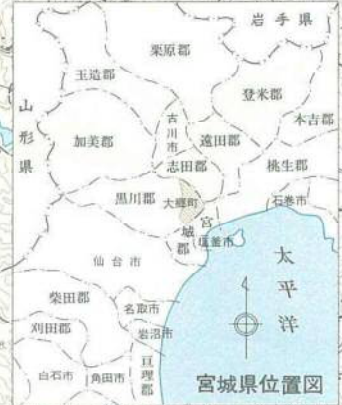 岩手県
栗原郡
玉造郡
登米郡
本吉郡
山形県
加美郡
古川市
遠田郡
志田郡
桃生郡
黒川郡
大郷町
石巻市
宮城郡
塩釜市
仙台市
太平洋
柴田郡
名取市
刈田郡
岩沼市
亘理郡
白石市
角田市
宮城県位置図